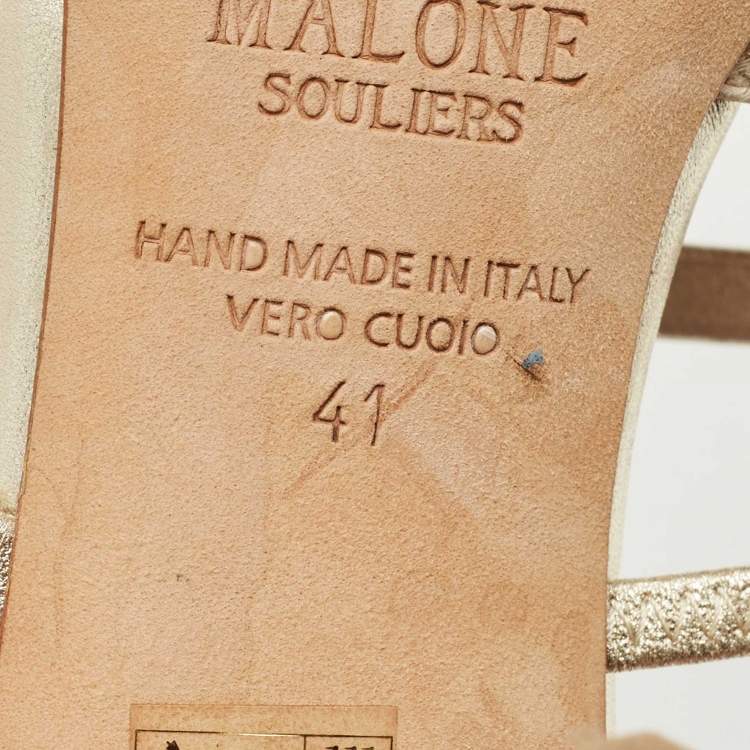 MALONE
SOULIERS
HAND MADE IN ITALY
VERO CUOIO
41